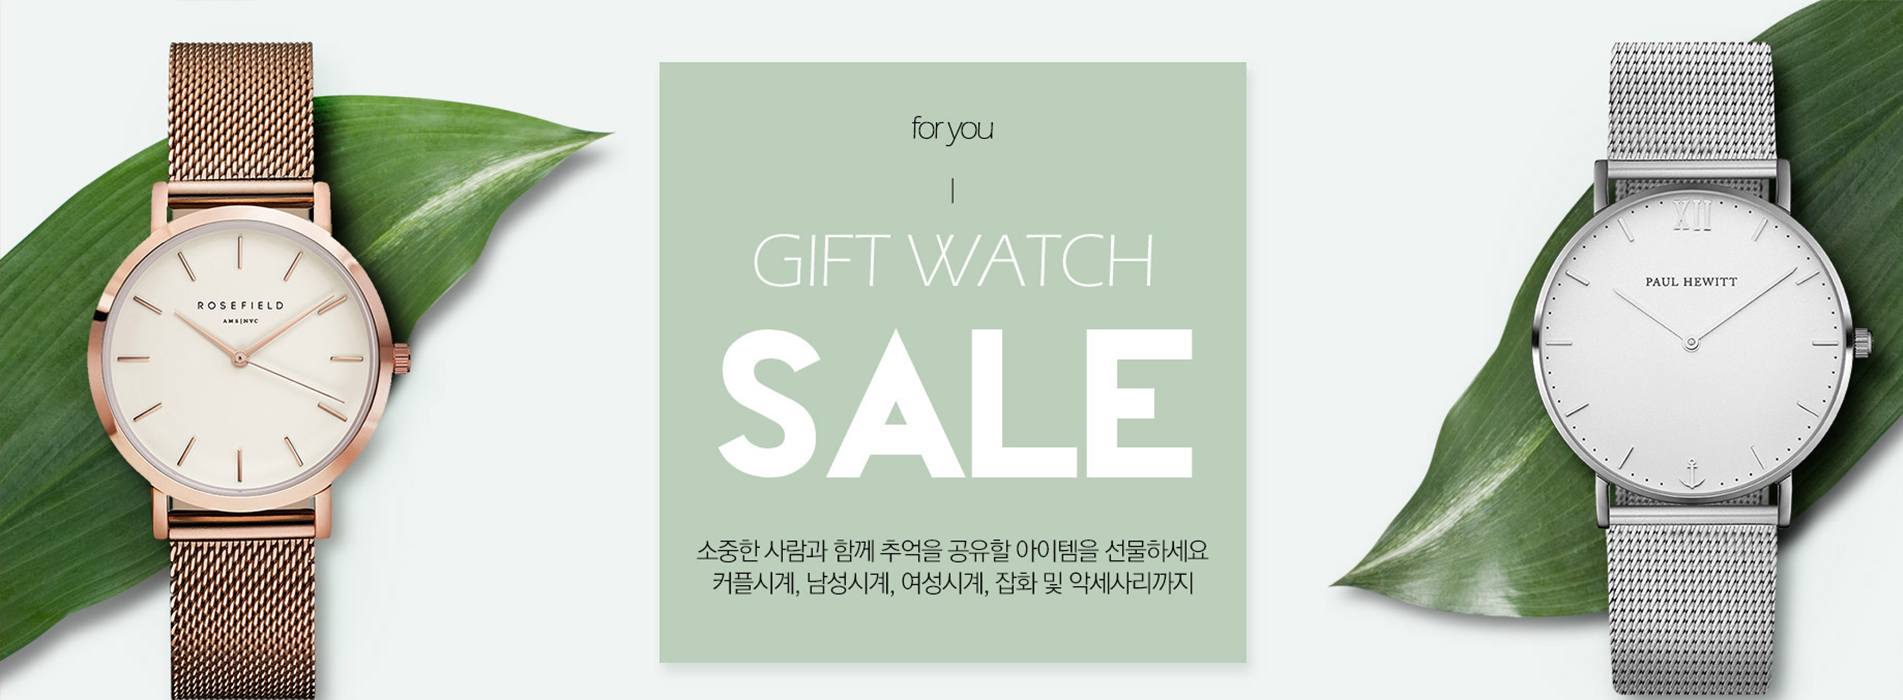 for you
GIFT WATCH
SALE
소중한 사람과 함께 추억을 공유할 아이템을 선물하세요
커플시계, 남성시계, 여성시계, 잡화 및 악세사리까지
ROSEFIELD
AMS|NYC
XII
PAUL HEWITT